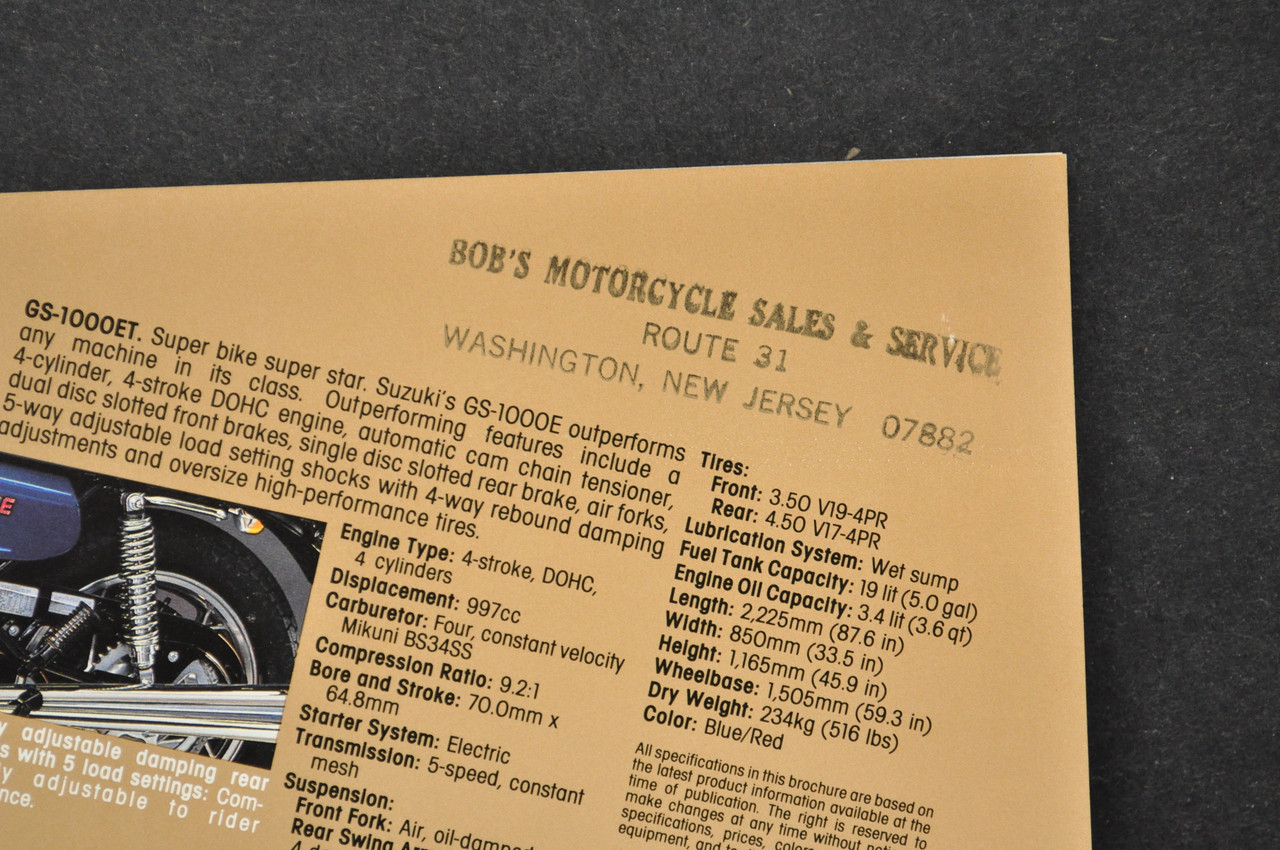 BOB'S MOTORCYCLE SALES & SERVICE
ROUTE 31
WASHINGTON, NEW JERSEY 07882
GS-1000ET. Super bike super star. Suzuki's GS-1000E outperforms
any machine in its class. Outperforming features include a
4-cylinder, 4-stroke DOHC engine, automatic cam chain tensioner,
dual disc slotted front brakes, single disc slotted rear brake, air forks,
5-way adjustable load setting shocks with 4-way rebound damping
adjustments and oversize high-performance tires.
Engine Type: 4-stroke, DOHC,
4 cylinders
Displacement: 997cc
Carburetor: Four, constant velocity
Mikuni BS34SS
Compression Ratio: 9.2:1
Bore and Stroke: 70.0mm x
64.8mm
Starter System: Electric
Transmission: 5-speed, constant
mesh
Suspension:
Front Fork: Air, oil-damped
Rear Swing
Tires:
Front: 3.50 V19-4PR
Rear: 4.50 V17-4PR
Lubrication System: Wet sump
Fuel Tank Capacity: 19 lit (5.0 gal)
Engine Oil Capacity: 3.4 lit (3.6 qt)
Length: 2,225mm (87.6 in)
Width: 850mm (33.5 in)
Height: 1,165mm (45.9 in)
Wheelbase: 1,505mm (59.3 in)
Dry Weight: 234kg (516 lbs)
Color: Blue/Red
All specifications in this brochure are based on
the latest product information available at the
time of publication. The right is reserved to
make changes at any time without
specifications, prices,
equipment, and
adjustable damping rear
with 5 load settings: Com-
adjustable to rider